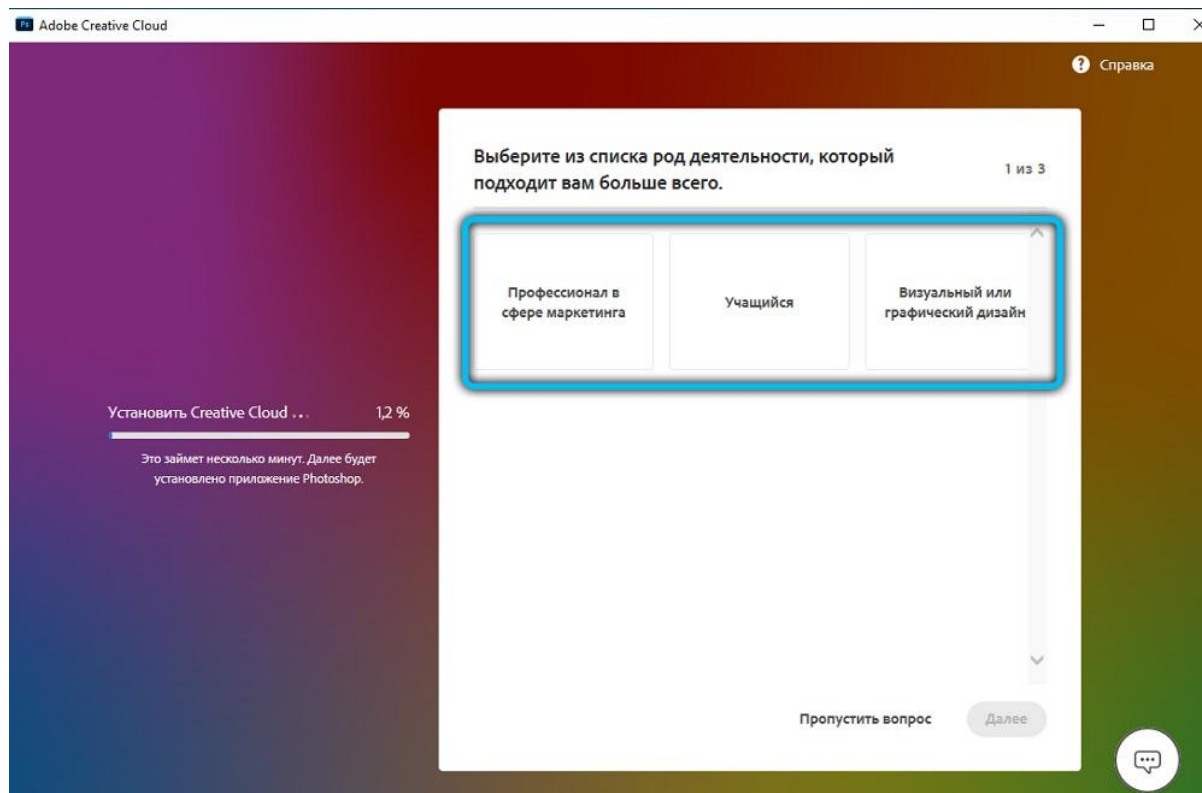 Ps Adobe Creative Cloud
? Справка
Выберите из списка род деятельности, который
подходит вам больше всего.
1 из 3
Профессионал в
сфере маркетинга
Учащийся
Визуальный или
графический дизайн
Установить Creative Cloud ... 1,2 %
Это займет несколько минут. Далее будет
установлено приложение Photoshop.
Пропустить вопрос
Далее